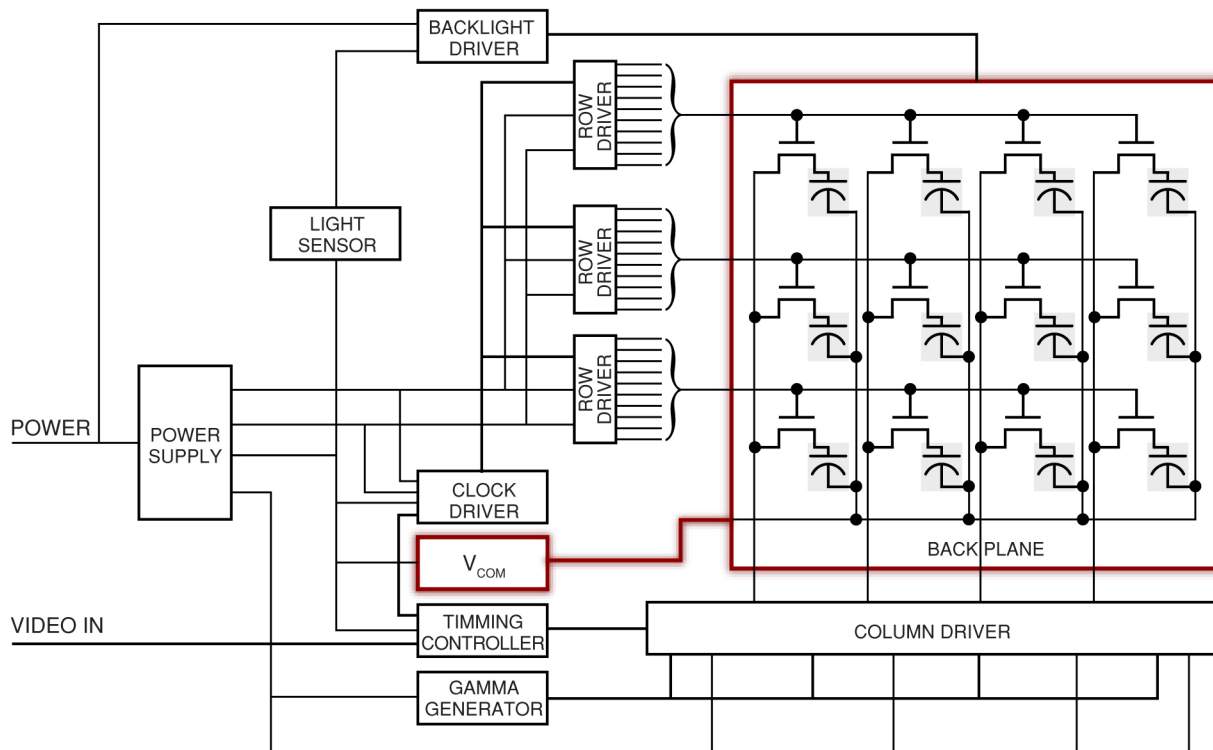 BACKLIGHT
DRIVER
ROW
DRIVER
LIGHT
SENSOR
ROW
DRIVER
ROW
DRIVER
POWER
POWER
SUPPLY
CLOCK
DRIVER
VCOM
BACK PLANE
VIDEO IN
TIMMING
CONTROLLER
COLUMN DRIVER
GAMMA
GENERATOR